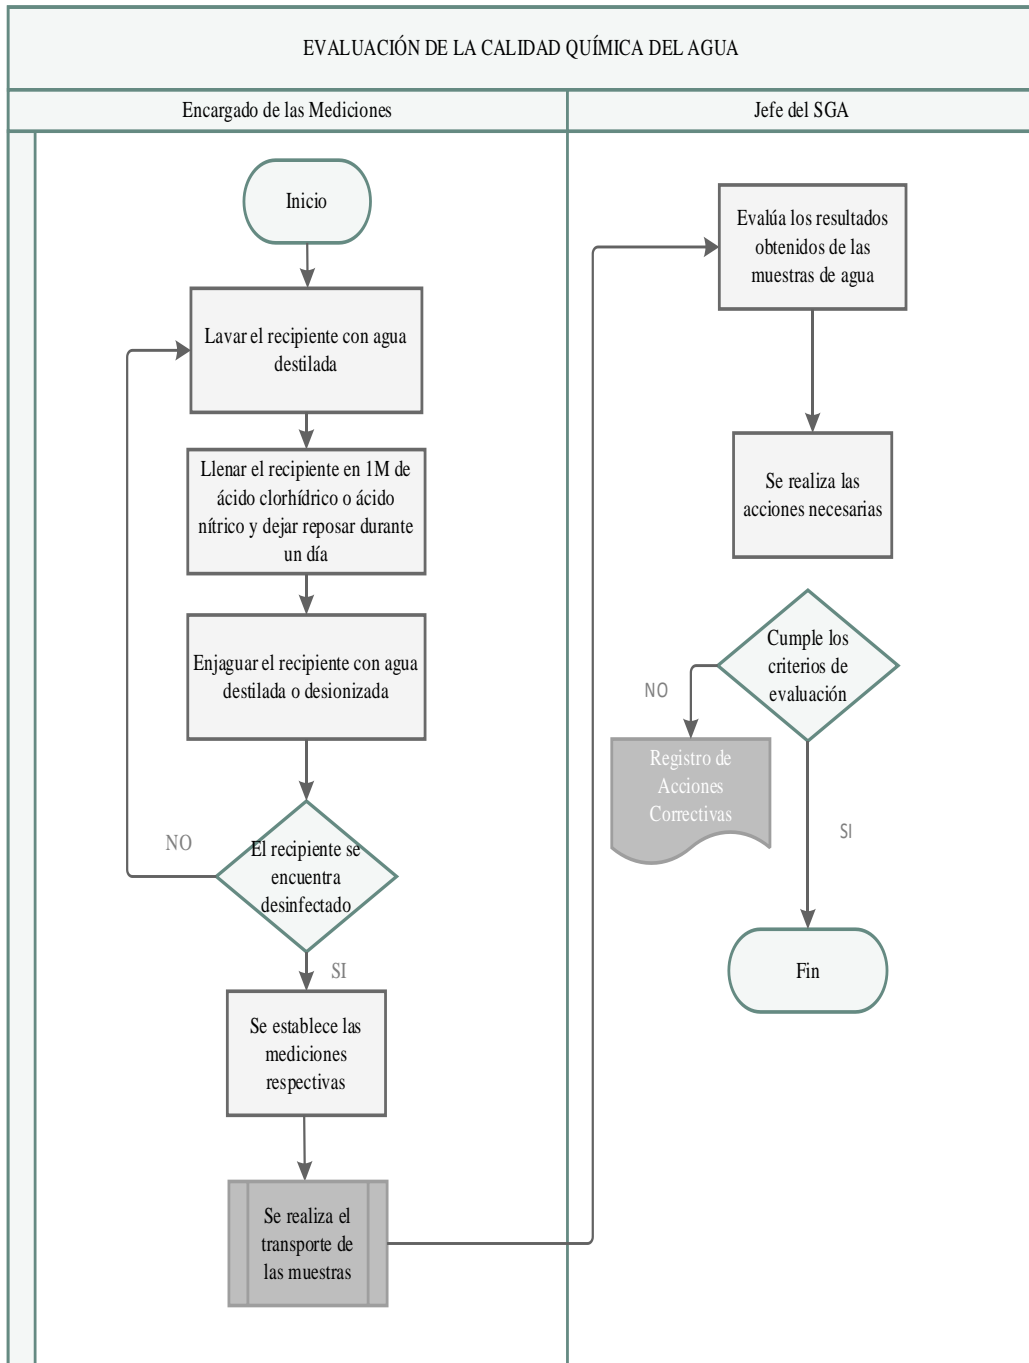 EVALUACIÓN DE LA CALIDAD QUÍMICA DEL AGUA
Encargado de las Mediciones
Jefe del SGA
Inicio
Lavar el recipiente con agua
destilada
Llenar el recipiente en 1M de
ácido clorhídrico o ácido
nítrico y dejar reposar durante
un día
Enjaguar el recipiente con agua
destilada o desionizada
El recipiente se
encuentra
desinfectado
NO
SI
Se establece las
mediciones
respectivas
Se realiza el
transporte de
las muestras
Evalúa los resultados
obtenidos de las
muestras de agua
Se realiza las
acciones necesarias
Cumple los
criterios de
evaluación
NO
Registro de
Acciones
Correctivas
SI
Fin